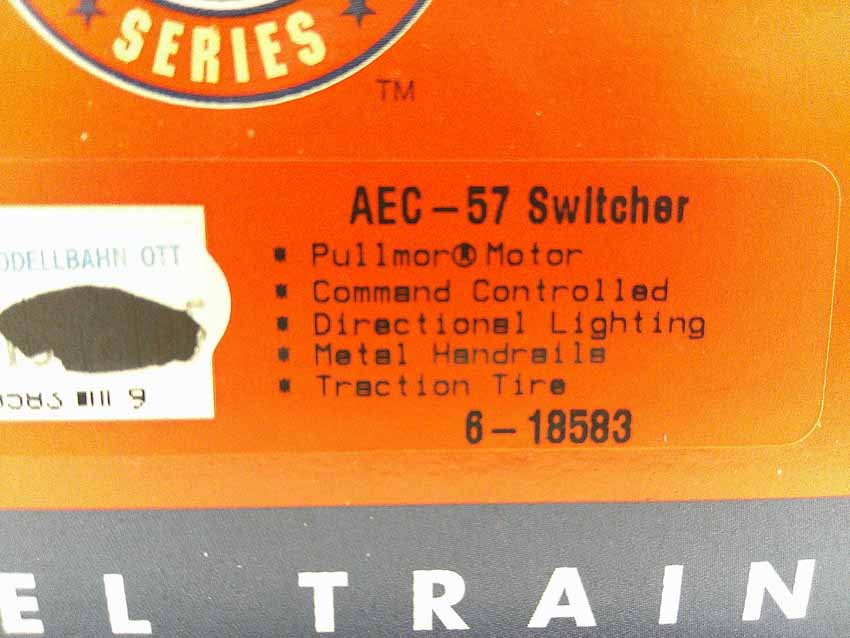 SERIES
TM
AEC-57 Switcher
ODELLBAHN OTT
▪ Pullmor® Motor
▪ Command Controlled
▪ Directional Lighting
▪ Metal Handrails
▪ Traction Tire
6-18583
EL TRAIN